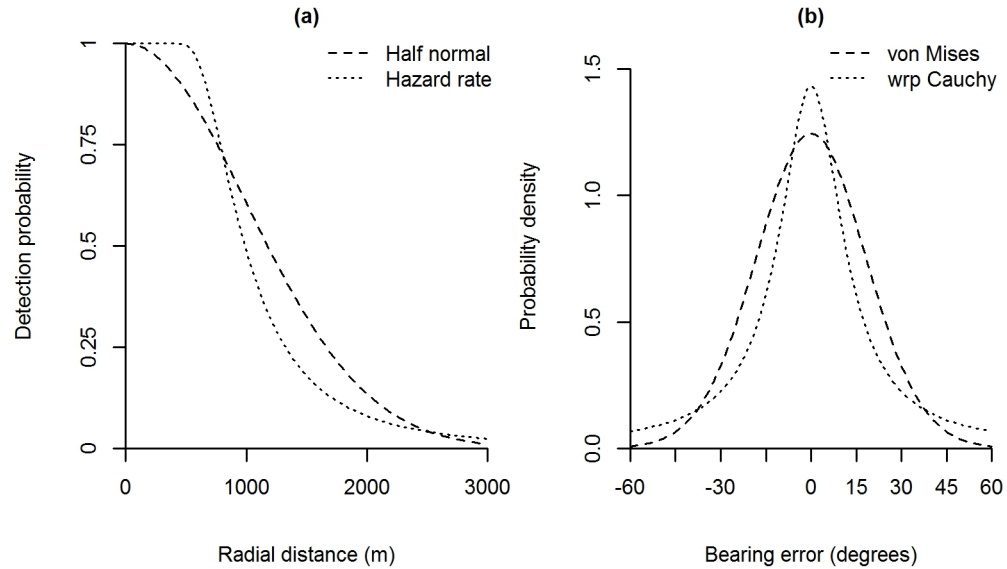 (a)
Half normal
Hazard rate
Detection probability
1
0.75
0.5
0.25
0
0
1000
2000
3000
Radial distance (m)
(b)
von Mises
wrp Cauchy
Probability density
1.5
1.0
0.5
0.0
-60
-30
0
15
30
45
60
Bearing error (degrees)